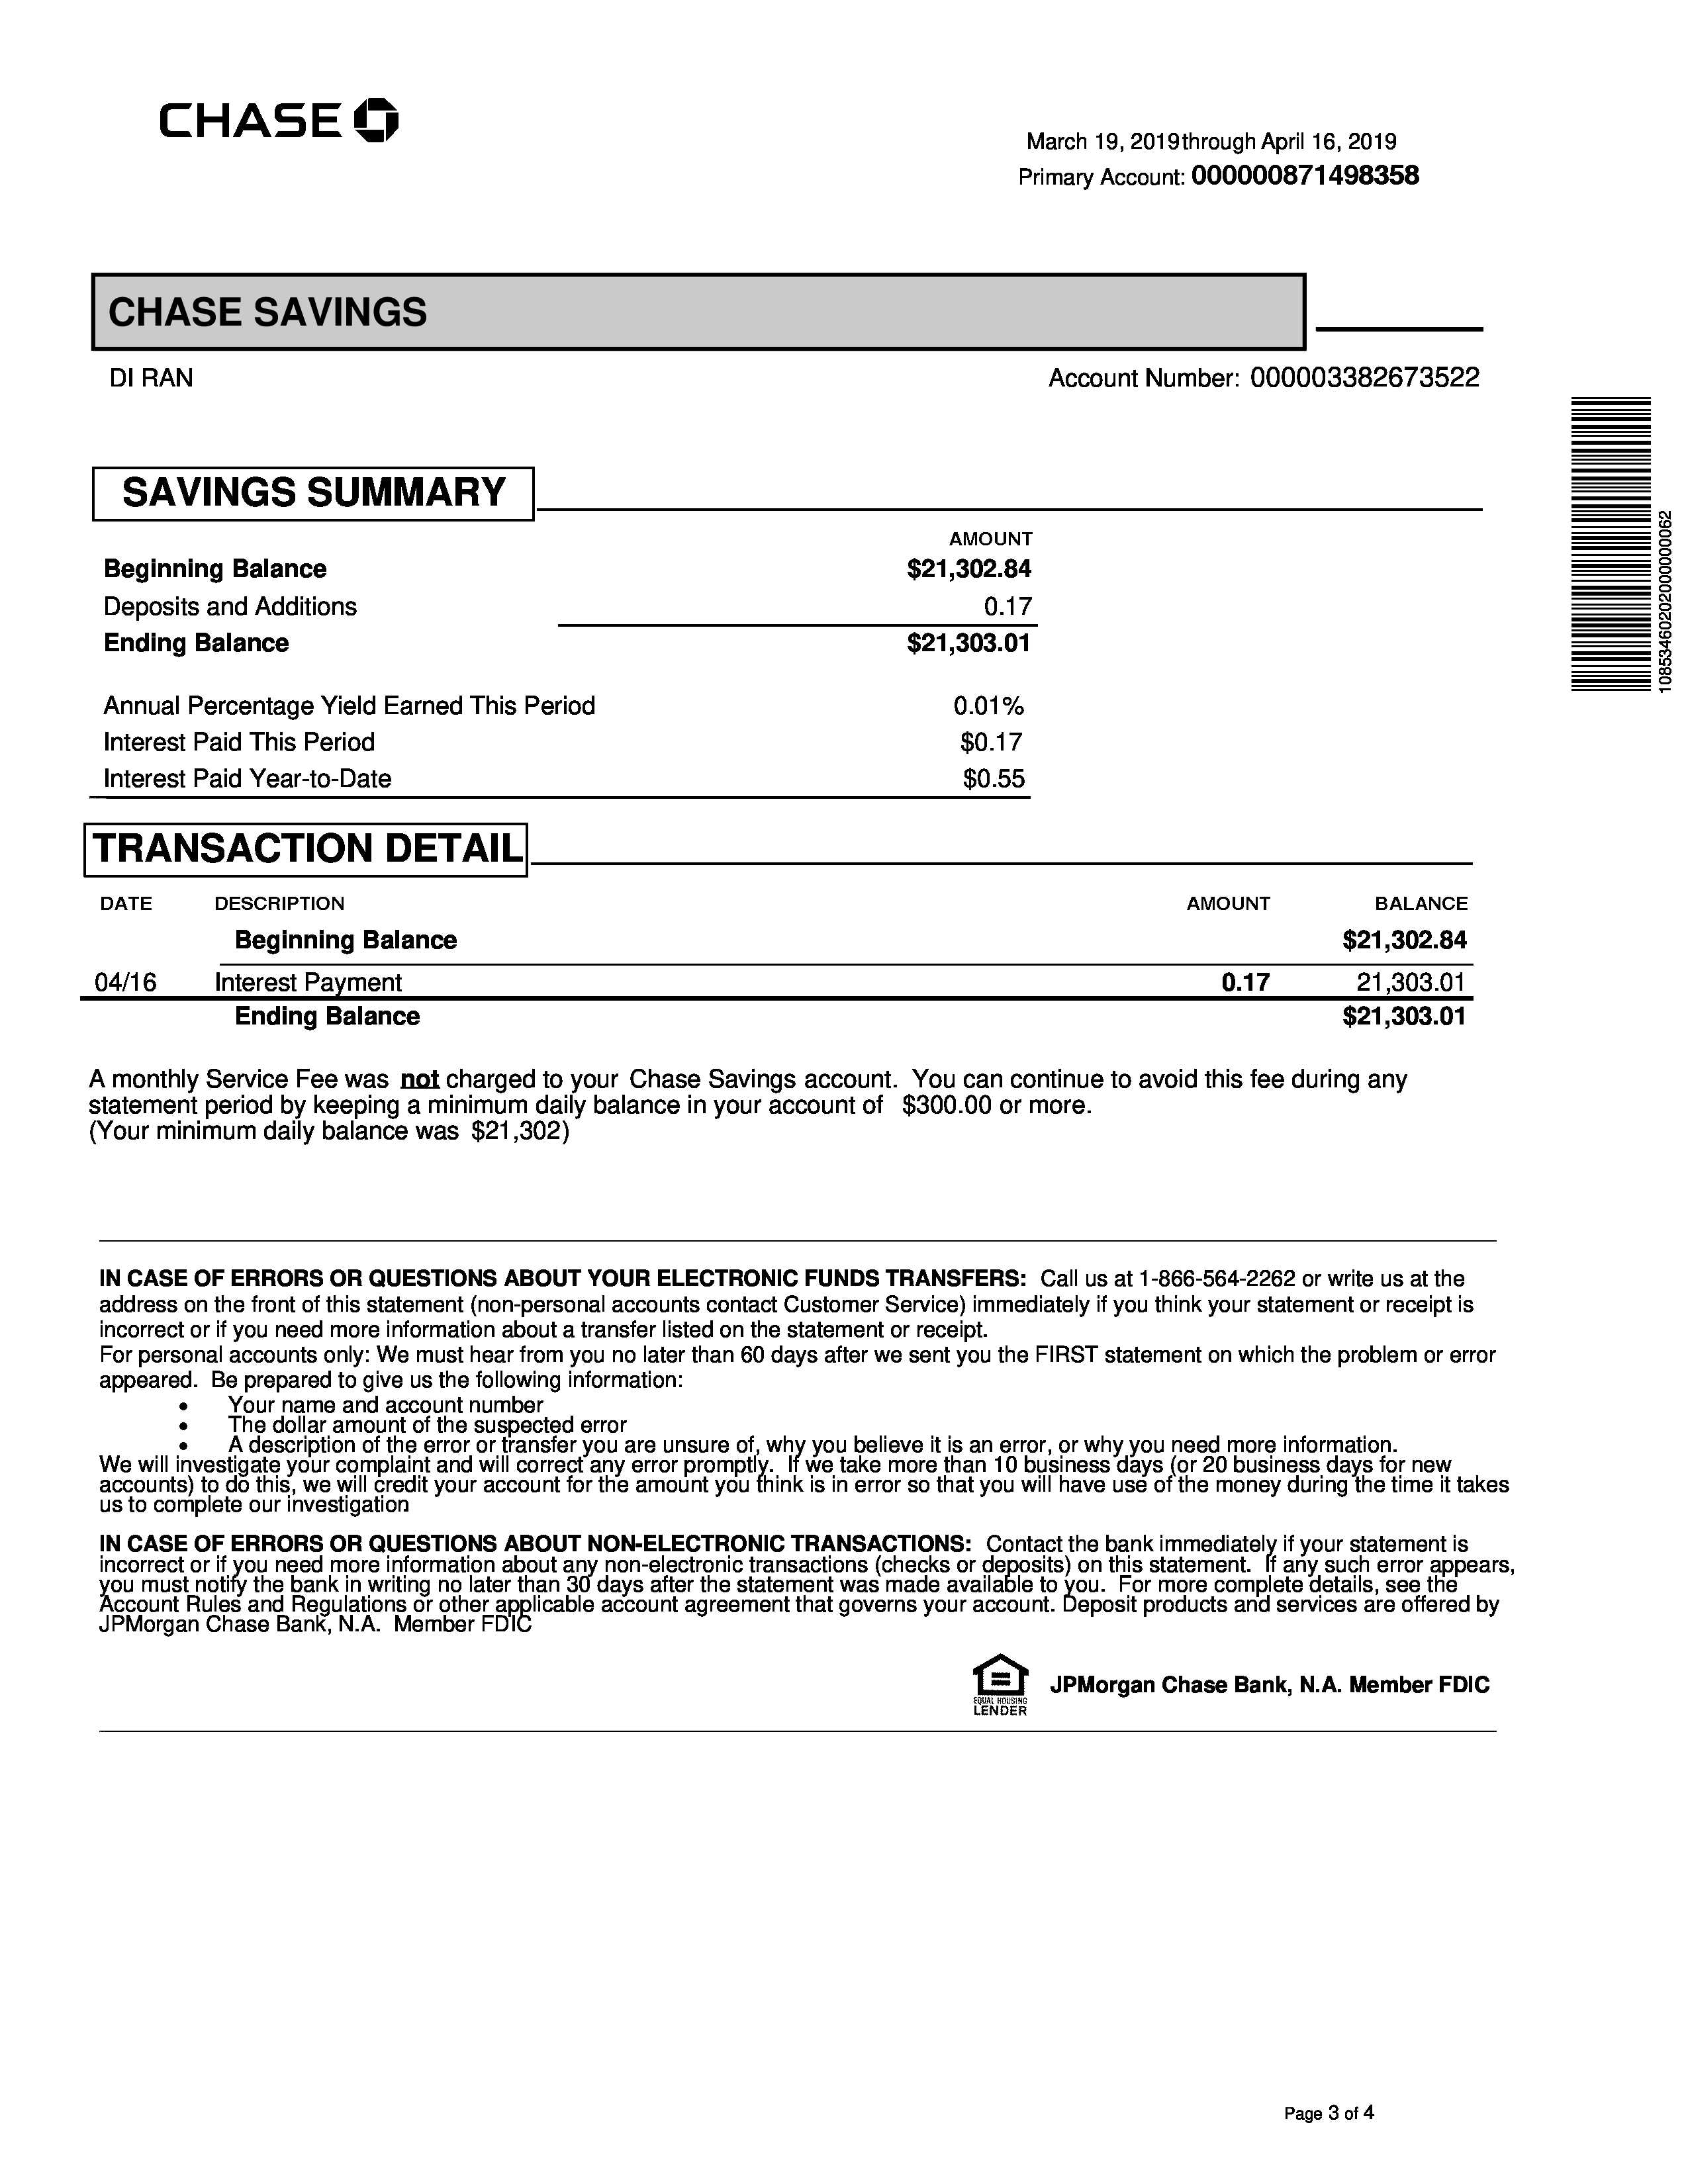 CHASE
March 19, 2019through April 16, 2019
Primary Account: 000000871498358
CHASE SAVINGS
DI RAN
Account Number: 000003382673522
SAVINGS SUMMARY
AMOUNT
Beginning Balance $21,302.84
Deposits and Additions 0.17
Ending Balance $21,303.01
Annual Percentage Yield Earned This Period 0.01%
Interest Paid This Period $0.17
Interest Paid Year-to-Date $0.55
10853460202000000062
TRANSACTION DETAIL
DATE DESCRIPTION AMOUNT BALANCE
Beginning Balance $21,302.84
04/16 Interest Payment 0.17 21,303.01
Ending Balance $21,303.01
A monthly Service Fee was not charged to your Chase Savings account. You can continue to avoid this fee during any
statement period by keeping a minimum daily balance in your account of $300.00 or more.
(Your minimum daily balance was $21,302)
IN CASE OF ERRORS OR QUESTIONS ABOUT YOUR ELECTRONIC FUNDS TRANSFERS: Call us at 1-866-564-2262 or write us at the
address on the front of this statement (non-personal accounts contact Customer Service) immediately if you think your statement or receipt is
incorrect or if you need more information about a transfer listed on the statement or receipt.
For personal accounts only: We must hear from you no later than 60 days after we sent you the FIRST statement on which the problem or error
appeared. Be prepared to give us the following information:
• Your name and account number
• The dollar amount of the suspected error
• A description of the error or transfer you are unsure of, why you believe it is an error, or why you need more information.
We will investigate your complaint and will correct any error promptly. If we take more than 10 business days (or 20 business days for new
accounts) to do this, we will credit your account for the amount you think is in error so that you will have use of the money during the time it takes
us to complete our investigation
IN CASE OF ERRORS OR QUESTIONS ABOUT NON-ELECTRONIC TRANSACTIONS: Contact the bank immediately if your statement is
incorrect or if you need more information about any non-electronic transactions (checks or deposits) on this statement. If any such error appears,
you must notify the bank in writing no later than 30 days after the statement was made available to you. For more complete details, see the
Account Rules and Regulations or other applicable account agreement that governs your account. Deposit products and services are offered by
JPMorgan Chase Bank, N.A. Member FDIC
EQUAL HOUSING
LENDER
JPMorgan Chase Bank, N.A. Member FDIC
Page 3 of 4